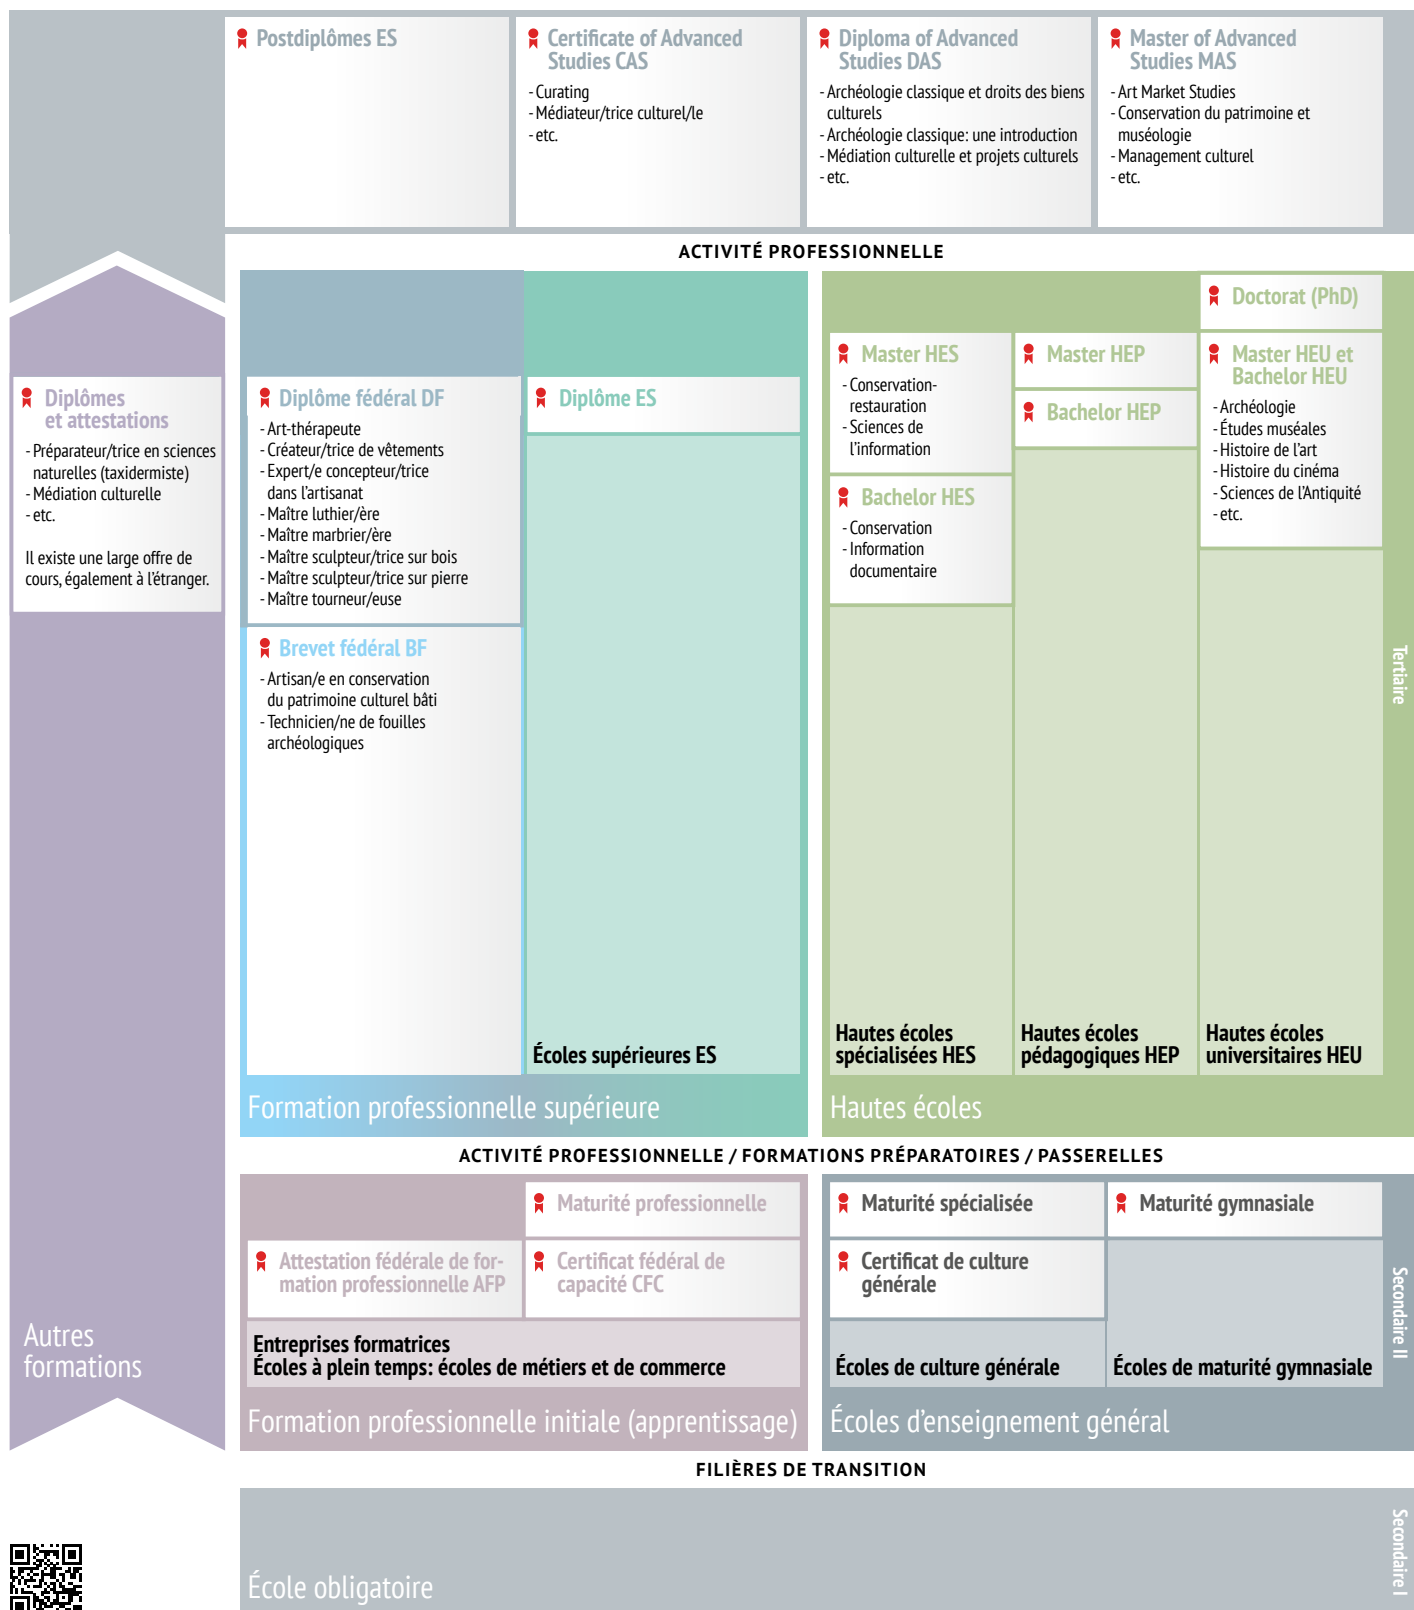 Postdiplômes ES
Certificate of Advanced
Studies CAS
- Curating
- Médiateur/trice culturel/le
- etc.
Diploma of Advanced
Studies DAS
- Archéologie classique et droits des biens
culturels
- Archéologie classique: une introduction
- Médiation culturelle et projets culturels
- etc.
Master of Advanced
Studies MAS
- Art Market Studies
- Conservation du patrimoine et
muséologie
- Management culturel
- etc.
ACTIVITÉ PROFESSIONNELLE
Diplômes
et attestations
- Préparateur/trice en sciences
naturelles (taxidermiste)
- Médiation culturelle
- etc.
Il existe une large offre de
cours, également à l'étranger.
Autres
formations
Diplôme fédéral DF
- Art-thérapeute
- Créateur/trice de vêtements
- Expert/e concepteur/trice
dans l'artisanat
- Maître luthier/ère
- Maître marbrier/ère
- Maître sculpteur/trice sur bois
- Maître sculpteur/trice sur pierre
- Maître tourneur/euse
Brevet fédéral BF
- Artisan/e en conservation
du patrimoine culturel bâti
- Technicien/ne de fouilles
archéologiques
Diplôme ES
Écoles supérieures ES
Formation professionnelle supérieure
Master HES
- Conservation-
restauration
- Sciences de
l'information
Bachelor HES
- Conservation
- Information
documentaire
Hautes écoles
spécialisées HES
Master HEP
Bachelor HEP
Hautes écoles
pédagogiques HEP
Doctorat (PhD)
Master HEU et
Bachelor HEU
- Archéologie
- Études muséales
- Histoire de l'art
- Histoire du cinéma
- Sciences de l'Antiquité
- etc.
Hautes écoles
universitaires HEU
Hautes écoles
Tertiaire
ACTIVITÉ PROFESSIONNELLE / FORMATIONS PRÉPARATOIRES / PASSERELLES
Maturité professionnelle
Attestation fédérale de for-
mation professionnelle AFP
Certificat fédéral de
capacité CFC
Entreprises formatrices
Écoles à plein temps: écoles de métiers et de commerce
Formation professionnelle initiale (apprentissage)
Maturité spécialisée
Certificat de culture
générale
Écoles de culture générale
Maturité gymnasiale
Écoles de maturité gymnasiale
Écoles d'enseignement général
Secondaire II
FILIÈRES DE TRANSITION
École obligatoire
Secondaire I